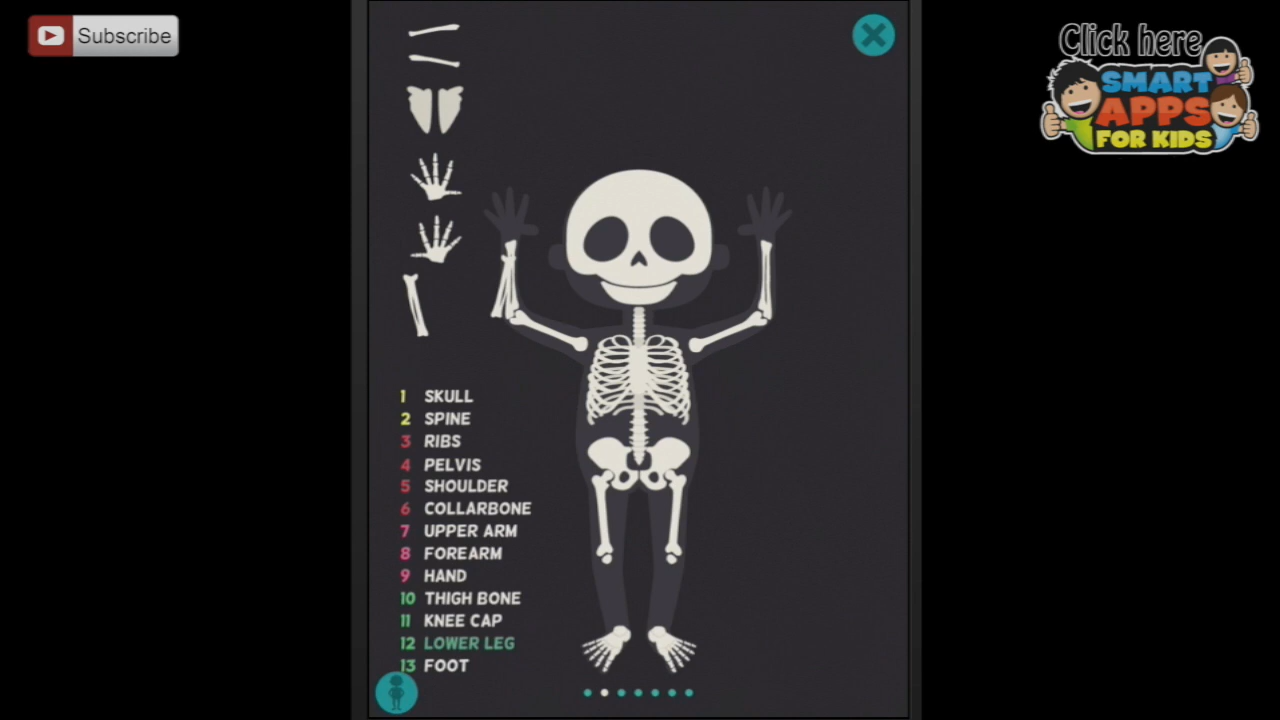 Subscribe
Click here
SMART
APPS
FOR KIDS
1 SKULL
2 SPINE
3 RIBS
4 PELVIS
5 SHOULDER
6 COLLARBONE
7 UPPER ARM
8 FOREARM
9 HAND
10 THIGH BONE
11 KNEE CAP
12 LOWER LEG
13 FOOT